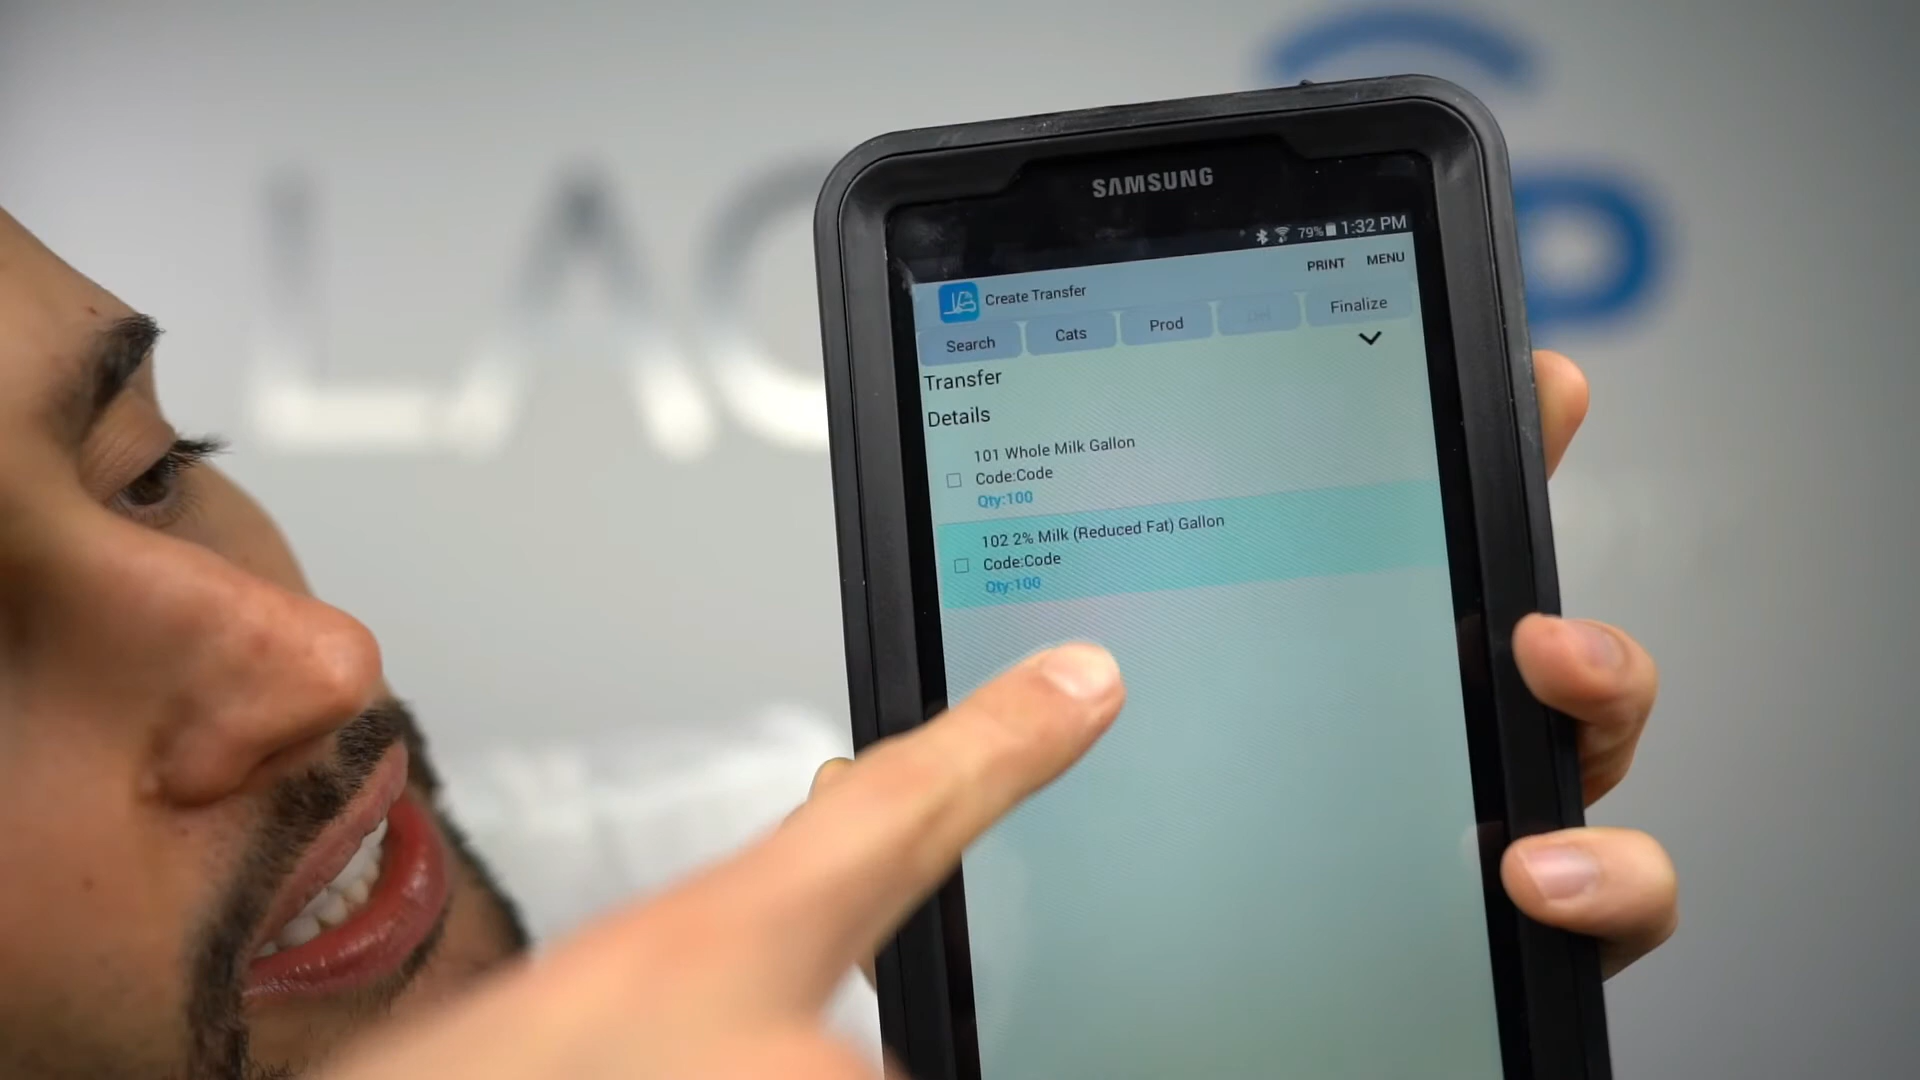 LAC
SAMSUNG
79% 1:32 PM
Create Transfer
PRINT MENU
Search Cats Prod Finalize
Transfer
Details
101 Whole Milk Gallon
Code:Code
Qty:100
102 2% Milk (Reduced Fat) Gallon
Code:Code
Qty:100